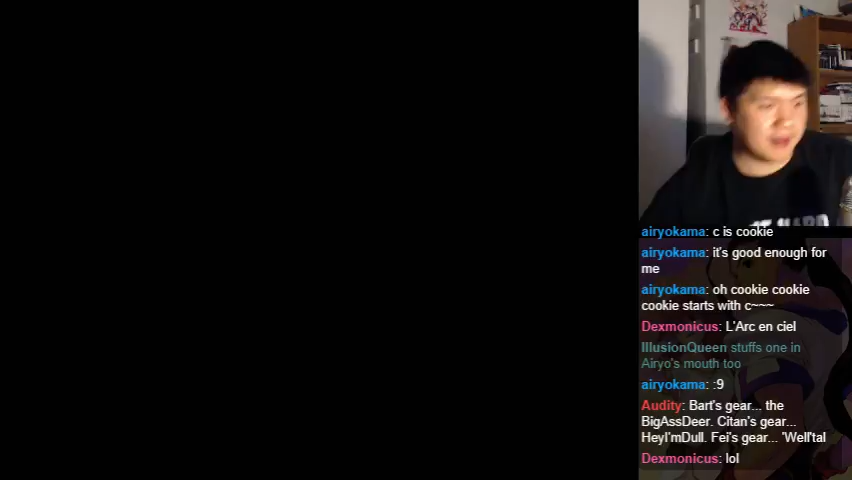 airyokama: c is cookie
airyokama: it's good enough for
me
airyokama: oh cookie cookie
cookie starts with c~~~
Dexmonicus: L'Arc en ciel
IllusionQueen stuffs one in
Airyo's mouth too
airyokama: :9
Audity: Bart's gear... the
BigAssDeer. Citan's gear...
HeyI'mDull. Fei's gear... 'Well'tal
Dexmonicus: lol